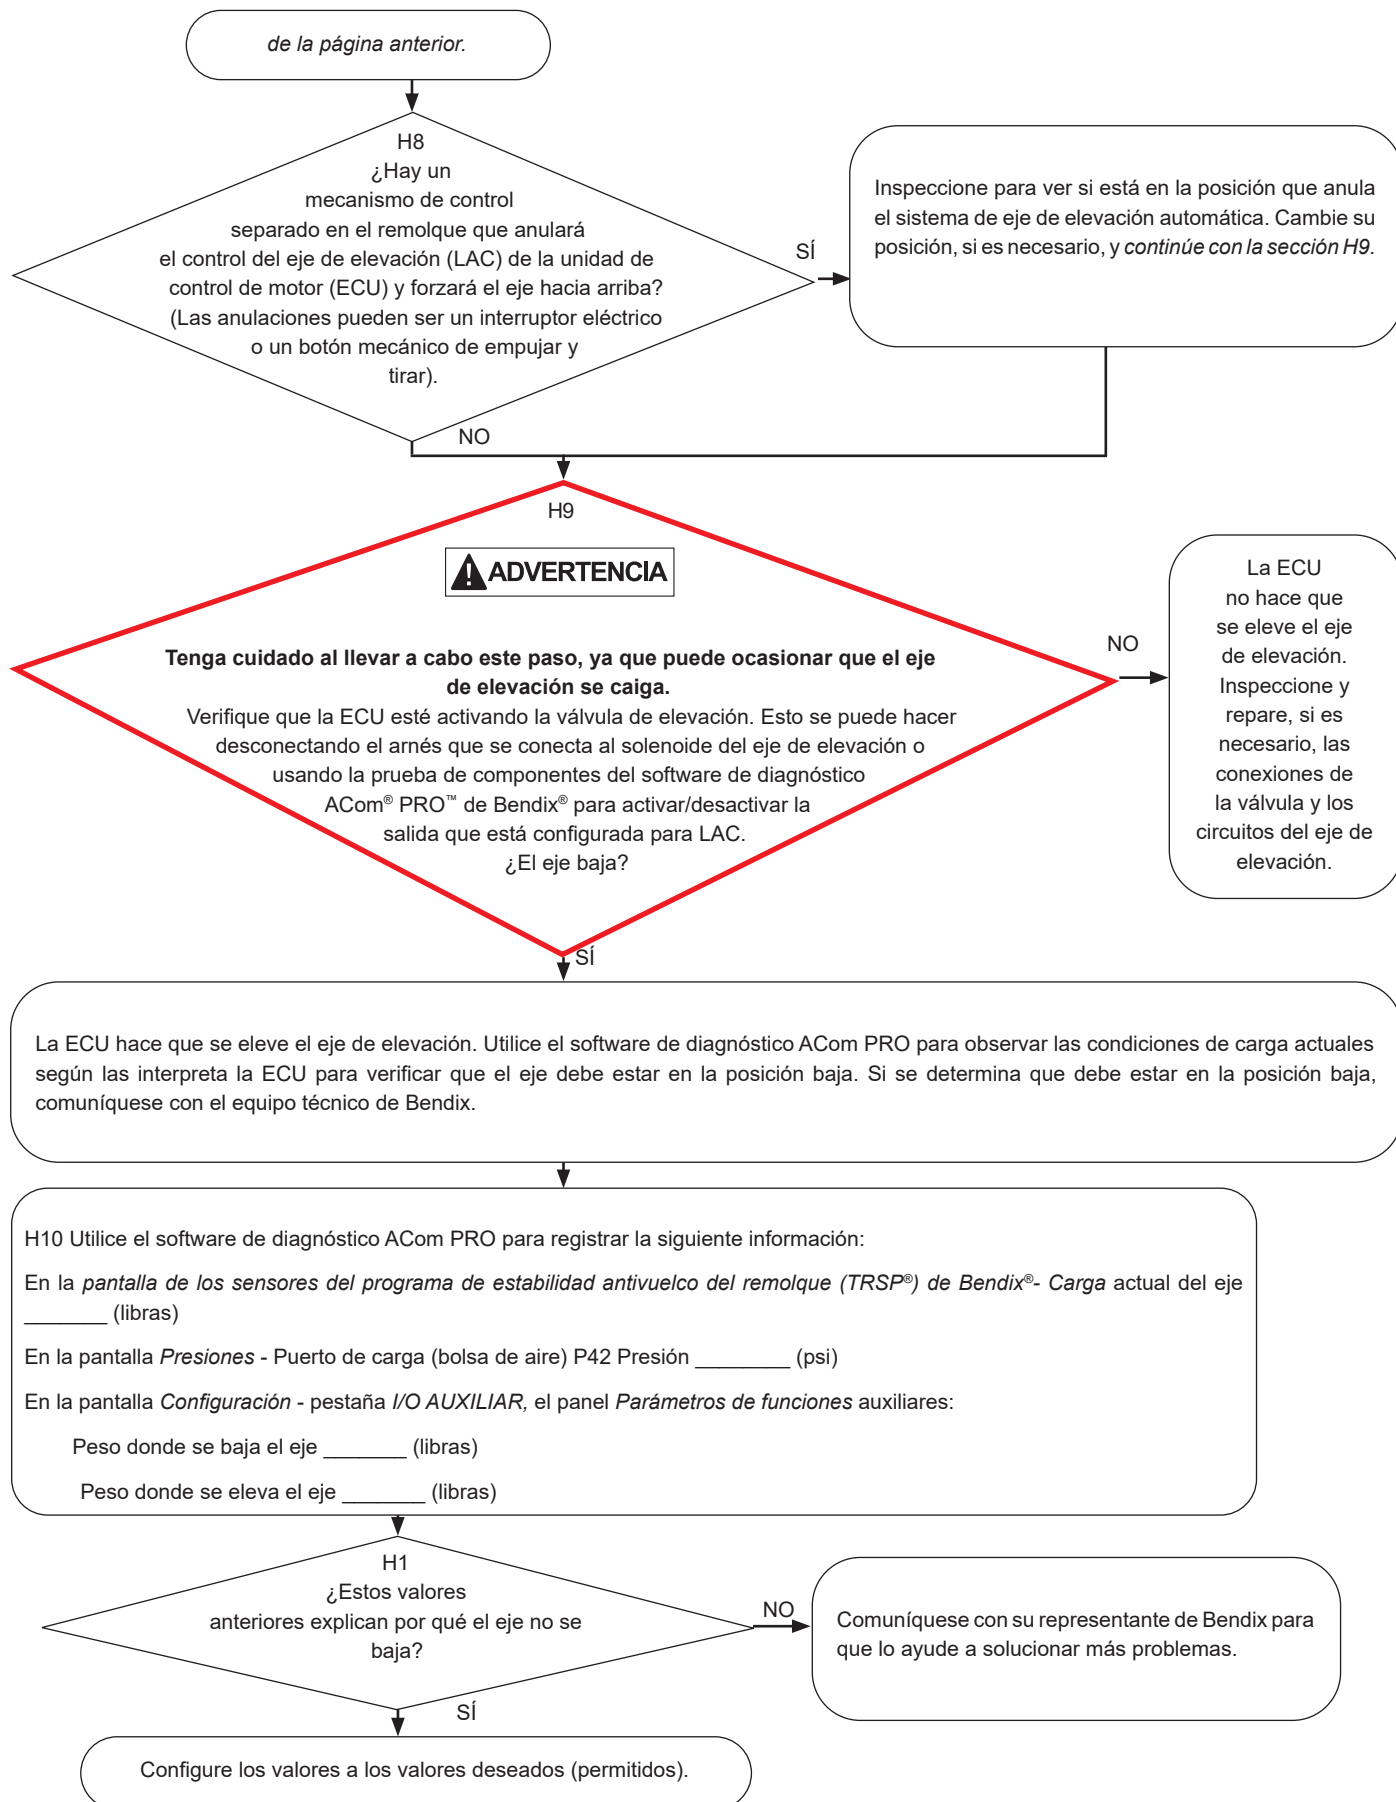 de la página anterior.
H8
¿Hay un
mecanismo de control
separado en el remolque que anulará
el control del eje de elevación (LAC) de la unidad de
control de motor (ECU) y forzará el eje hacia arriba?
(Las anulaciones pueden ser un interruptor eléctrico
o un botón mecánico de empujar y
tirar).
SÍ
Inspeccione para ver si está en la posición que anula
el sistema de eje de elevación automática. Cambie su
posición, si es necesario, y continúe con la sección H9.
NO
H9
ADVERTENCIA
Tenga cuidado al llevar a cabo este paso, ya que puede ocasionar que el eje
de elevación se caiga.
Verifique que la ECU esté activando la válvula de elevación. Esto se puede hacer
desconectando el arnés que se conecta al solenoide del eje de elevación o
usando la prueba de componentes del software de diagnóstico
ACom® PRO™ de Bendix® para activar/desactivar la
salida que está configurada para LAC.
¿El eje baja?
NO
La ECU
no hace que
se eleve el eje
de elevación.
Inspeccione y
repare, si es
necesario, las
conexiones de
la válvula y los
circuitos del eje de
elevación.
SÍ
La ECU hace que se eleve el eje de elevación. Utilice el software de diagnóstico ACom PRO para observar las condiciones de carga actuales
según las interpreta la ECU para verificar que el eje debe estar en la posición baja. Si se determina que debe estar en la posición baja,
comuníquese con el equipo técnico de Bendix.
H10 Utilice el software de diagnóstico ACom PRO para registrar la siguiente información:
En la pantalla de los sensores del programa de estabilidad antivuelco del remolque (TRSP®) de Bendix®- Carga actual del eje
_______ (libras)
En la pantalla Presiones - Puerto de carga (bolsa de aire) P42 Presión ________ (psi)
En la pantalla Configuración - pestaña I/O AUXILIAR, el panel Parámetros de funciones auxiliares:
Peso donde se baja el eje _______ (libras)
Peso donde se eleva el eje _______ (libras)
H1
¿Estos valores
anteriores explican por qué el eje no se
baja?
NO
Comuníquese con su representante de Bendix para
que lo ayude a solucionar más problemas.
SÍ
Configure los valores a los valores deseados (permitidos).